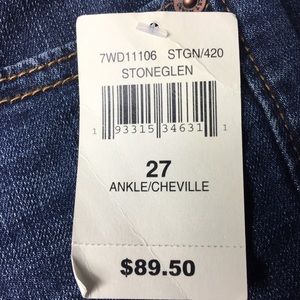 7WD11106 STGN/420
STONEGLEN
1 93315 34631 1
27
ANKLE/CHEVILLE
$89.50